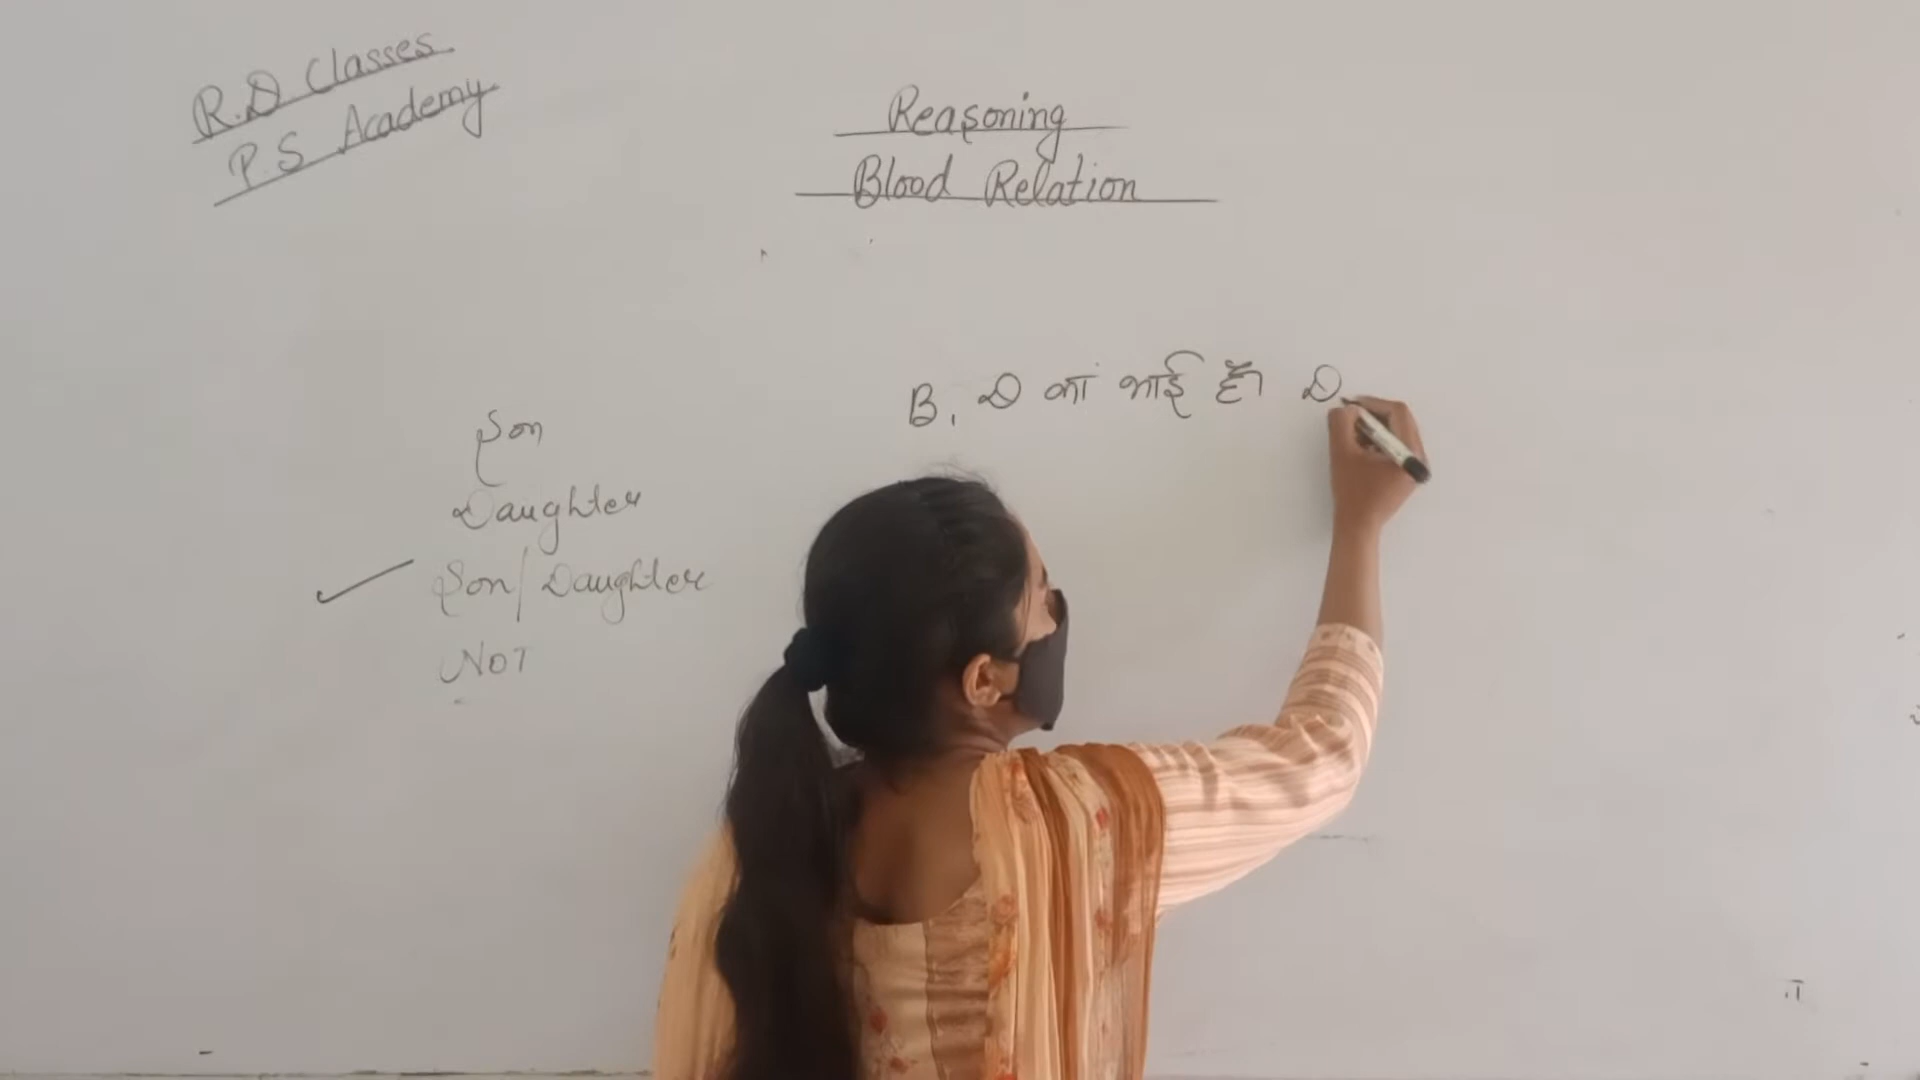 R.D Classes
P.S Academy
Reasoning
Blood Relation
Son
Daughter
Son/Daughter
NOT
B, D का भाई है। D